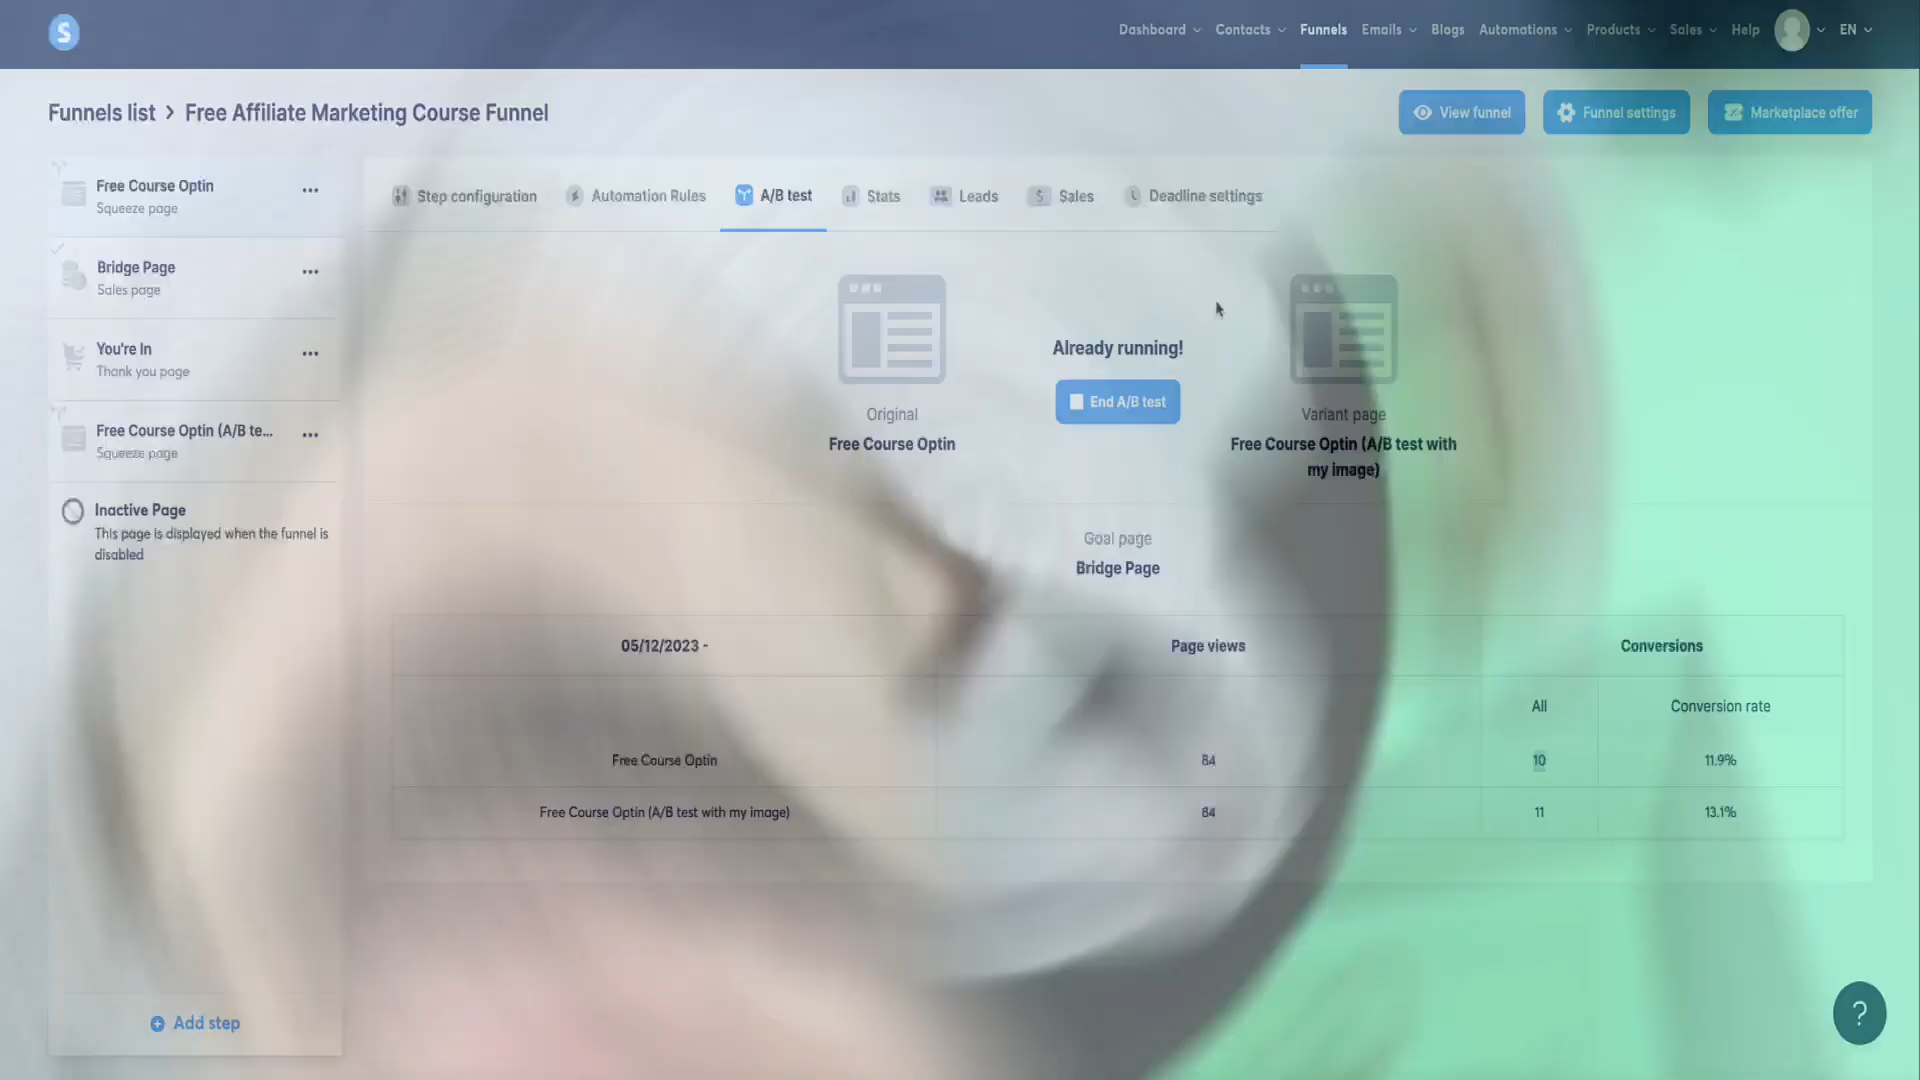 S
Dashboard
Contacts
Funnels
Emails
Blogs
Automations
Products
Sales
Help
EN
Funnels list > Free Affiliate Marketing Course Funnel
View funnel
Funnel settings
Marketplace offer
Free Course Optin
Squeeze page
Bridge Page
Sales page
You're In
Thank you page
Free Course Optin (A/B te...
Squeeze page
Inactive Page
This page is displayed when the funnel is
disabled
Add step
Step configuration
Automation Rules
A/B test
Stats
Leads
Sales
Deadline settings
Original
Free Course Optin
Already running!
End A/B test
Variant page
Free Course Optin (A/B test with
my image)
Goal page
Bridge Page
05/12/2023 -
Page views
Conversions
All
Conversion rate
Free Course Optin
84
10
11.9%
Free Course Optin (A/B test with my image)
84
11
13.1%
?